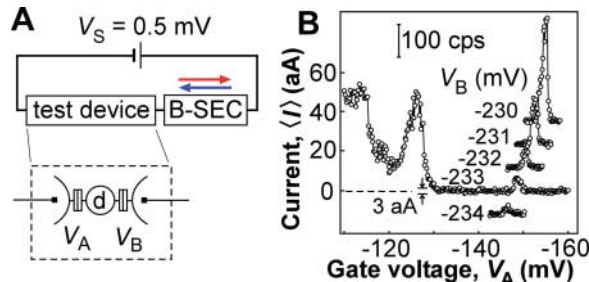 A
V_S = 0.5 mV
test device
B-SEC
d
V_A
V_B
B
Current, ⟨I⟩ (aA)
60
40
20
0
100 cps
V_B (mV)
-230
-231
-232
-233
-234
3 aA
-120
-140
-160
Gate voltage, V_A (mV)